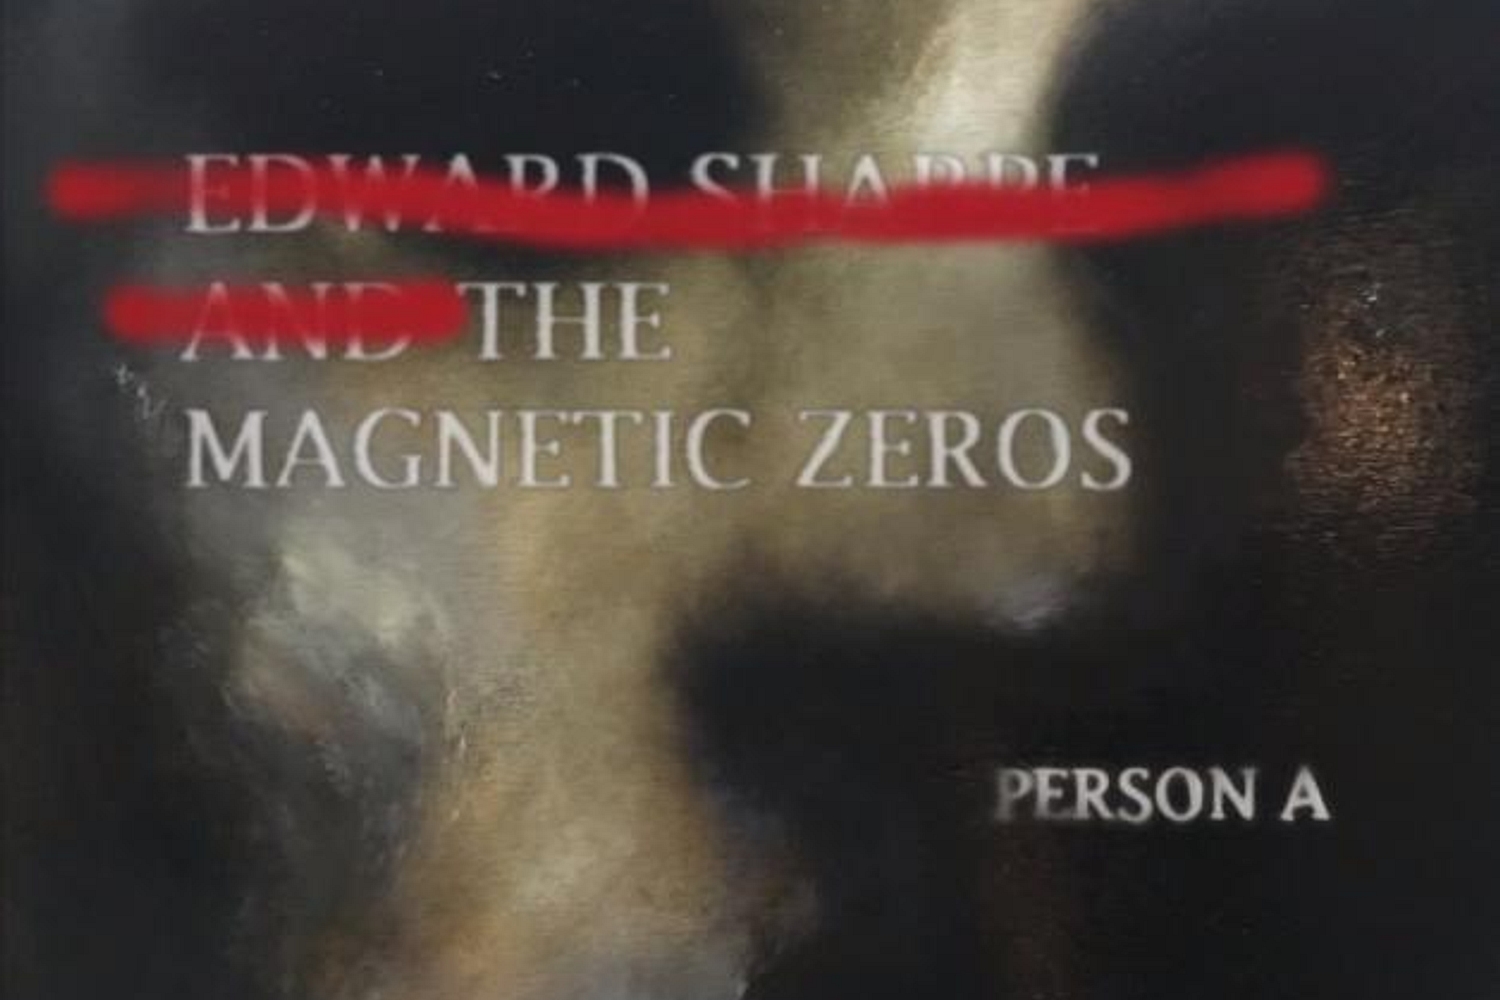 EDWARD SHARPE
AND THE
MAGNETIC ZEROS
PERSON A